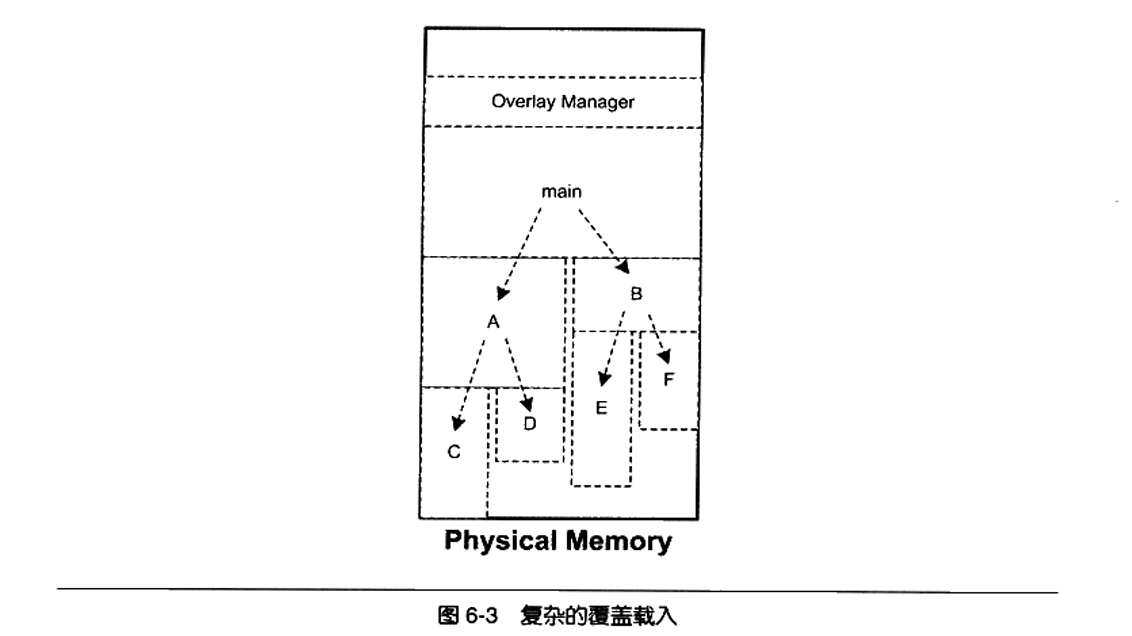 Overlay Manager
main
A
B
C
D
E
F
Physical Memory
图 6-3 复杂的覆盖载入